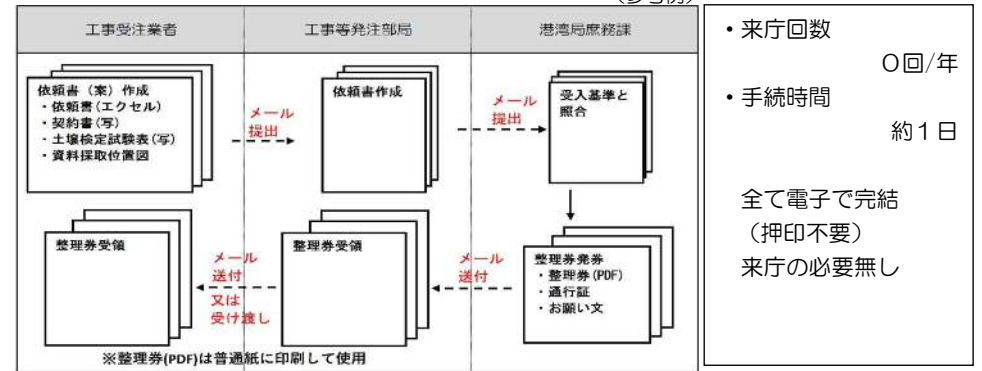 工事受注業者
工事等発注部局
港湾局庶務課
依頼書（案）作成
・依頼書(エクセル)
・契約書(写)
・土壌検定試験表(写)
・資料採取位置図
メール
提出
依頼書作成
メール
提出
受入基準と
照合
整理券発券
・整理券(PDF)
・通行証
・お願い文
メール
送付
整理券受領
メール
送付
又は
受け渡し
整理券受領
※整理券(PDF)は普通紙に印刷して使用
・来庁回数
０回/年
・手続時間
約１日
全て電子で完結
（押印不要）
来庁の必要無し